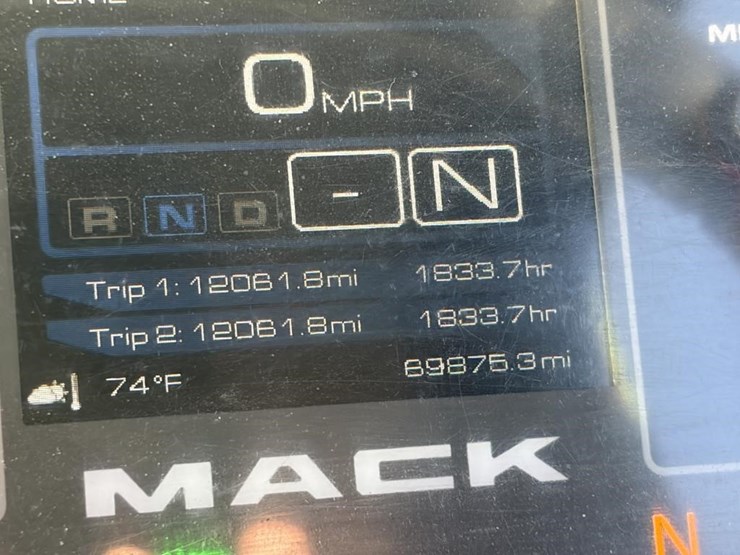 0 MPH
R N D - N
Trip 1: 12061.8mi 1833.7hr
Trip 2: 12061.8mi 1833.7hr
74°F 69875.3mi
MACK
N